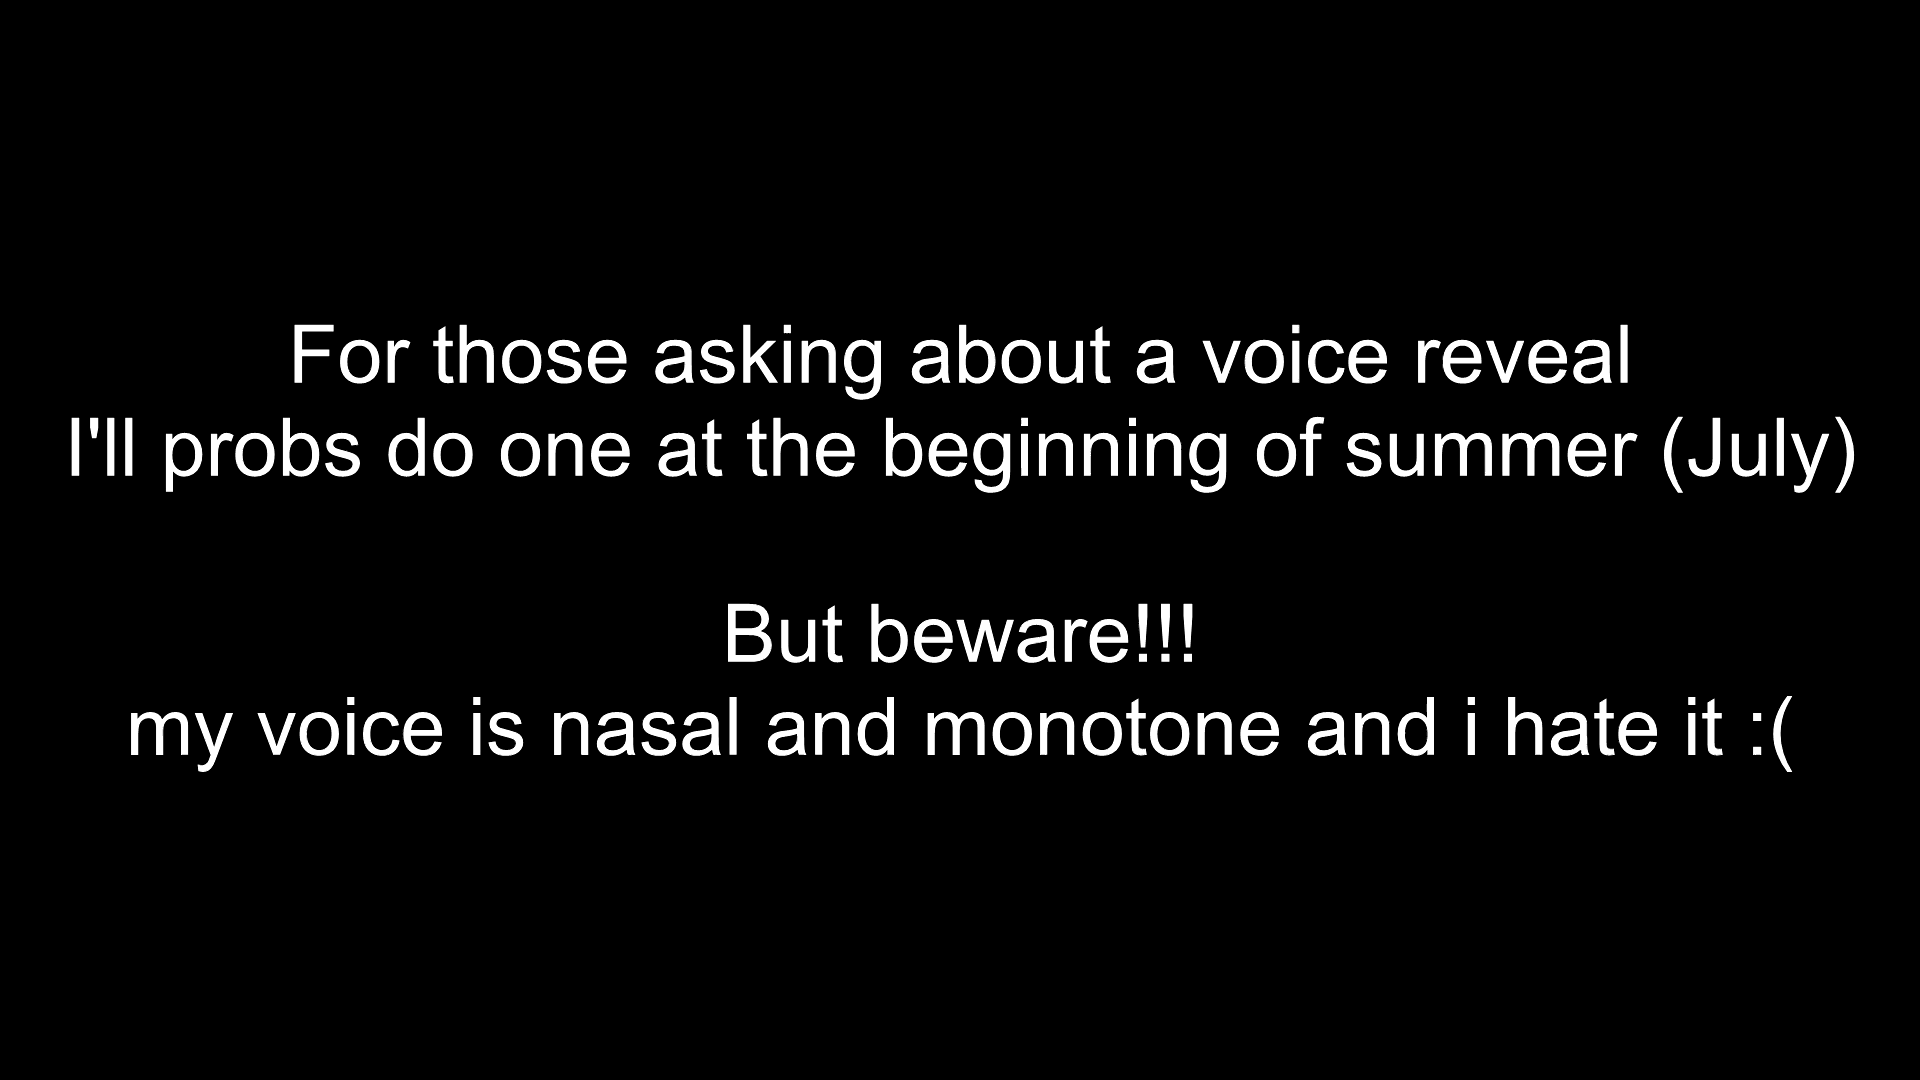 For those asking about a voice reveal
I'll probs do one at the beginning of summer (July)
But beware!!!
my voice is nasal and monotone and i hate it :(